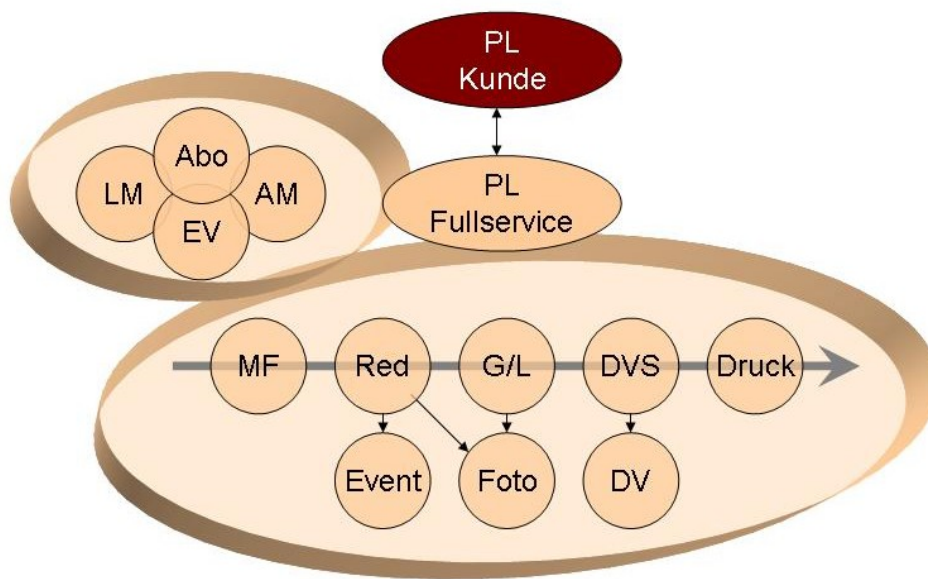 PL
Kunde
Abo
LM
AM
EV
PL
Fullservice
MF
Red
G/L
DVS
Druck
Event
Foto
DV